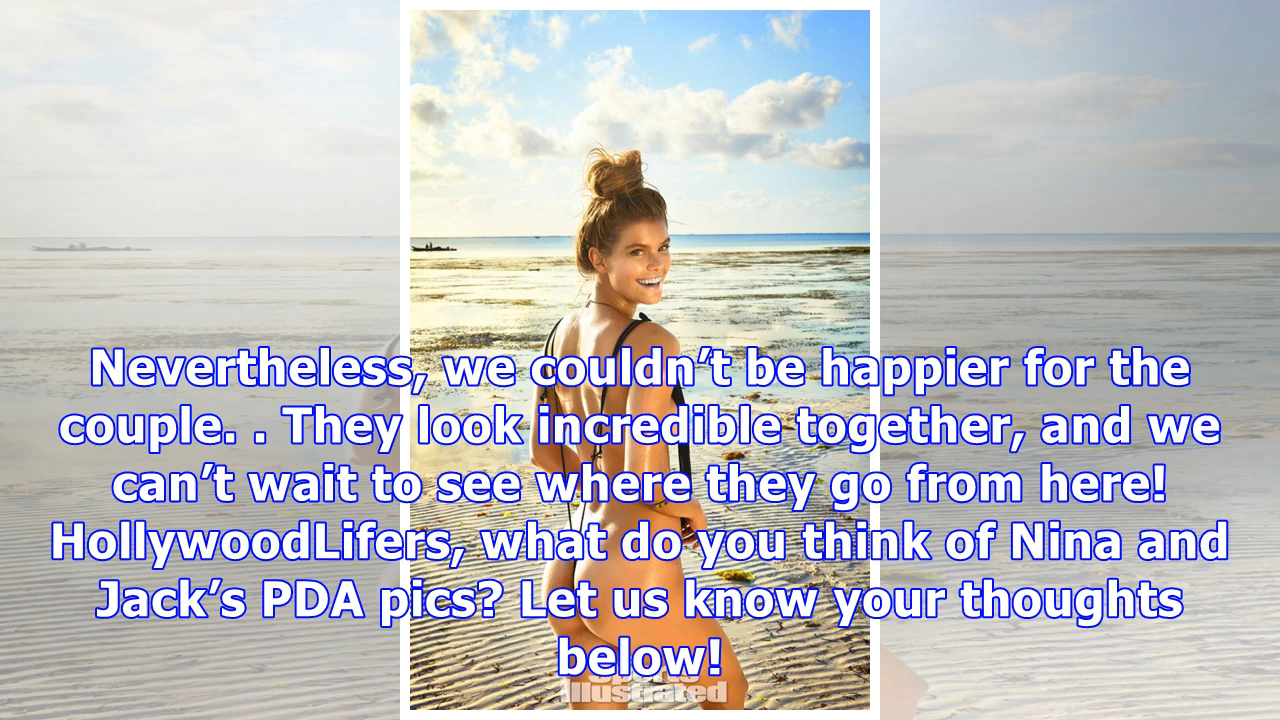 Nevertheless, we couldn’t be happier for the
couple. . They look incredible together, and we
can’t wait to see where they go from here!
HollywoodLifers, what do you think of Nina and
Jack’s PDA pics? Let us know your thoughts
below!
Illustrated